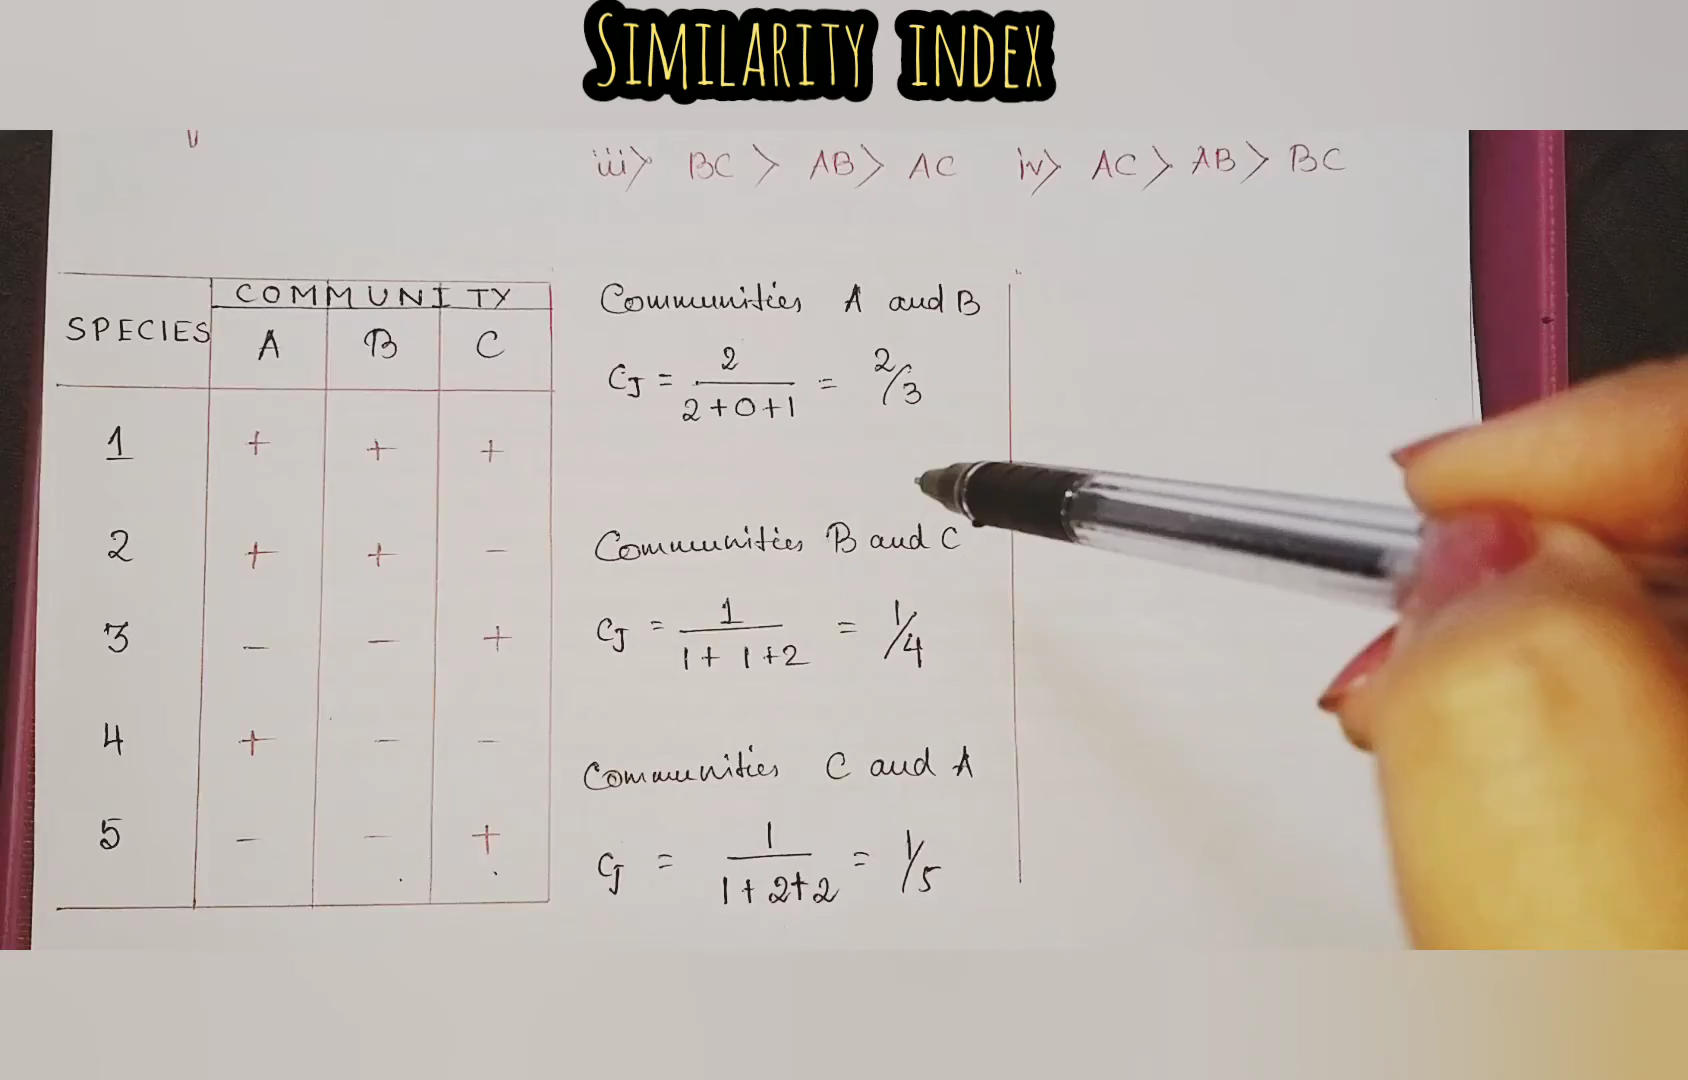 SIMILARITY INDEX
iii> BC > AB > AC iv> AC > AB > BC
SPECIES COMMUNITY
A B C
1 + + +
2 + + -
3 - - +
4 + - -
5 - - +
Communities A and B
CJ = 2/(2+0+1) = 2/3
Communities B and C
CJ = 1/(1+1+2) = 1/4
Communities C and A
CJ = 1/(1+2+2) = 1/5